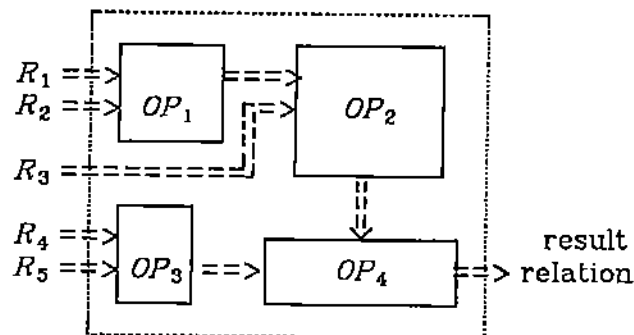 R₁
R₂
OP₁
OP₂
R₃
R₄
R₅
OP₃
OP₄
result
relation